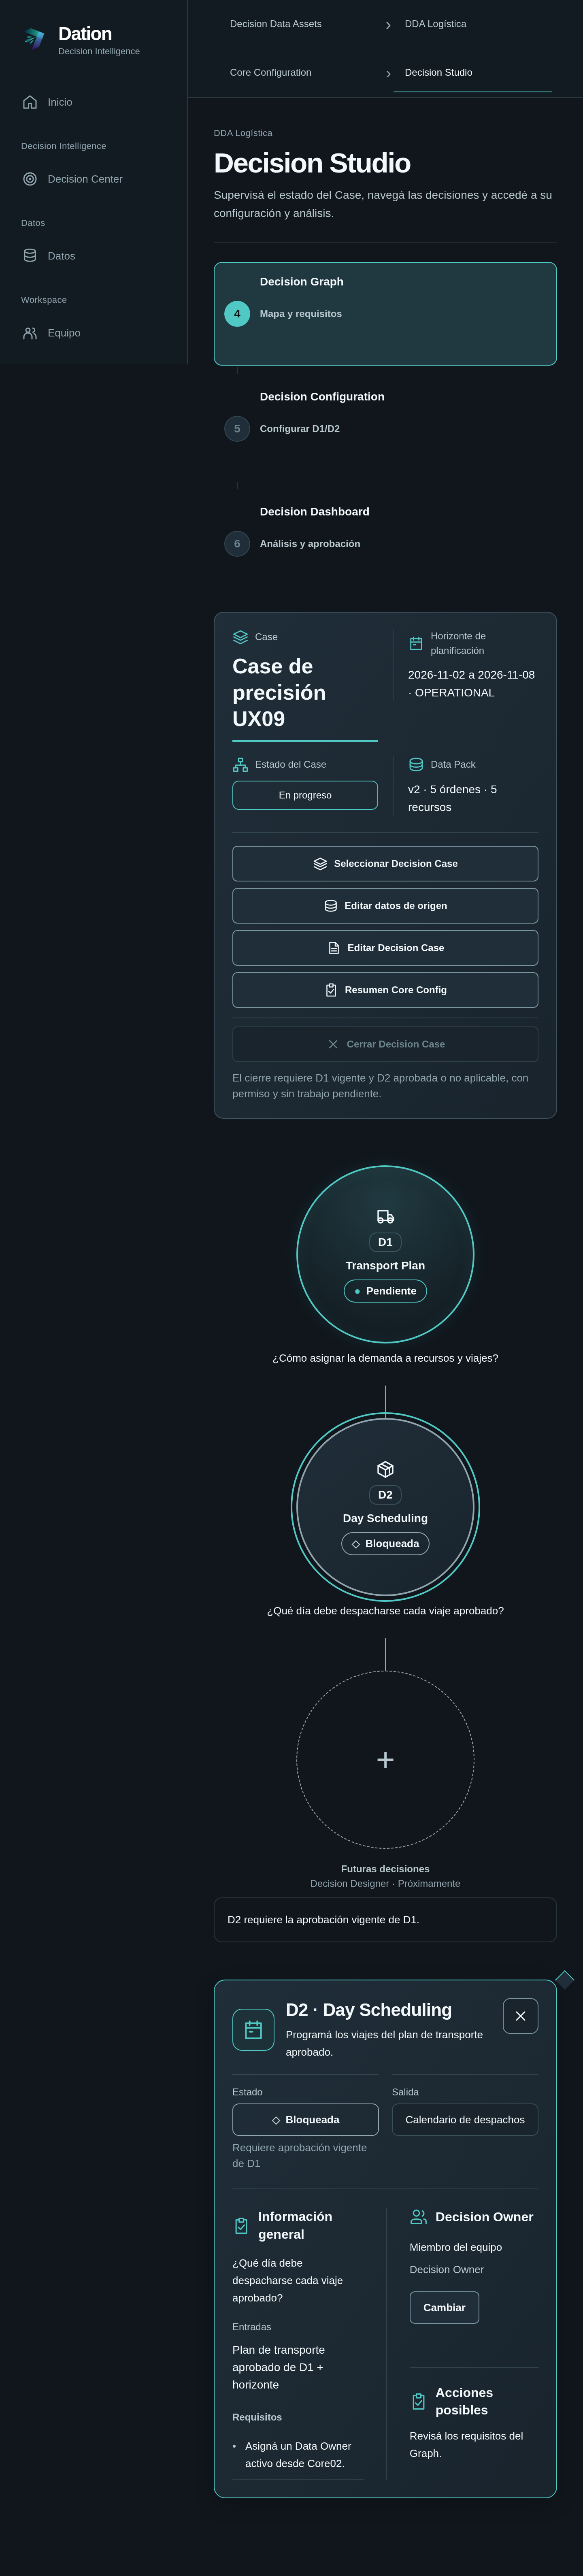 Dation
Decision Intelligence
Inicio
Decision Intelligence
Decision Center
Datos
Datos
Workspace
Equipo
Decision Data Assets
DDA Logística
Core Configuration
Decision Studio
DDA Logística
Decision Studio
Supervisá el estado del Case, navegá las decisiones y accedé a su
configuración y análisis.
Decision Graph
4
Mapa y requisitos
Decision Configuration
5
Configurar D1/D2
Decision Dashboard
6
Análisis y aprobación
Case
Case de
precisión
UX09
Horizonte de
planificación
2026-11-02 a 2026-11-08
· OPERATIONAL
Estado del Case
En progreso
Data Pack
v2 · 5 órdenes · 5
recursos
Seleccionar Decision Case
Editar datos de origen
Editar Decision Case
Resumen Core Config
Cerrar Decision Case
El cierre requiere D1 vigente y D2 aprobada o no aplicable, con
permiso y sin trabajo pendiente.
D1
Transport Plan
Pendiente
¿Cómo asignar la demanda a recursos y viajes?
D2
Day Scheduling
Bloqueada
¿Qué día debe despacharse cada viaje aprobado?
Futuras decisiones
Decision Designer · Próximamente
D2 requiere la aprobación vigente de D1.
D2 · Day Scheduling
Programá los viajes del plan de transporte
aprobado.
Estado
Bloqueada
Requiere aprobación vigente
de D1
Salida
Calendario de despachos
Información
general
¿Qué día debe
despacharse cada viaje
aprobado?
Entradas
Plan de transporte
aprobado de D1 +
horizonte
Requisitos
• Asigná un Data Owner
activo desde Core02.
Decision Owner
Miembro del equipo
Decision Owner
Cambiar
Acciones
posibles
Revisá los requisitos del
Graph.